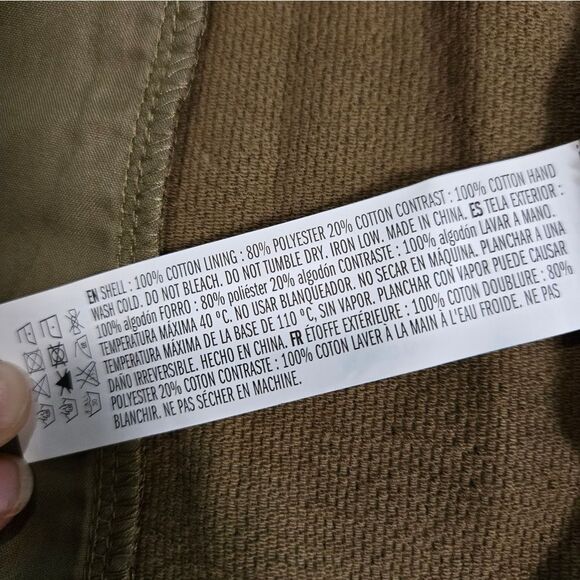 EN SHELL : 100% COTTON LINING : 80% POLYESTER 20% COTTON CONTRAST : 100% COTTON HAND
WASH COLD. DO NOT BLEACH. DO NOT TUMBLE DRY. IRON LOW. MADE IN CHINA. ES TELA EXTERIOR :
100% algodón FORRO : 80% poliéster 20% algodón CONTRASTE : 100% algodón LAVAR A MANO.
TEMPERATURA MÁXIMA 40 °C. NO USAR BLANQUEADOR. NO SECAR EN MÁQUINA. PLANCHAR A UNA
TEMPERATURA MÁXIMA DE LA BASE DE 110 °C, SIN VAPOR. PLANCHAR CON VAPOR PUEDE CAUSAR
DAÑO IRREVERSIBLE. HECHO EN CHINA. FR ÉTOFFE EXTÉRIEURE : 100% COTON DOUBLURE : 80%
POLYESTER 20% COTON CONTRASTE : 100% COTON LAVER À LA MAIN À L'EAU FROIDE. NE PAS
BLANCHIR. NE PAS SÉCHER EN MACHINE.